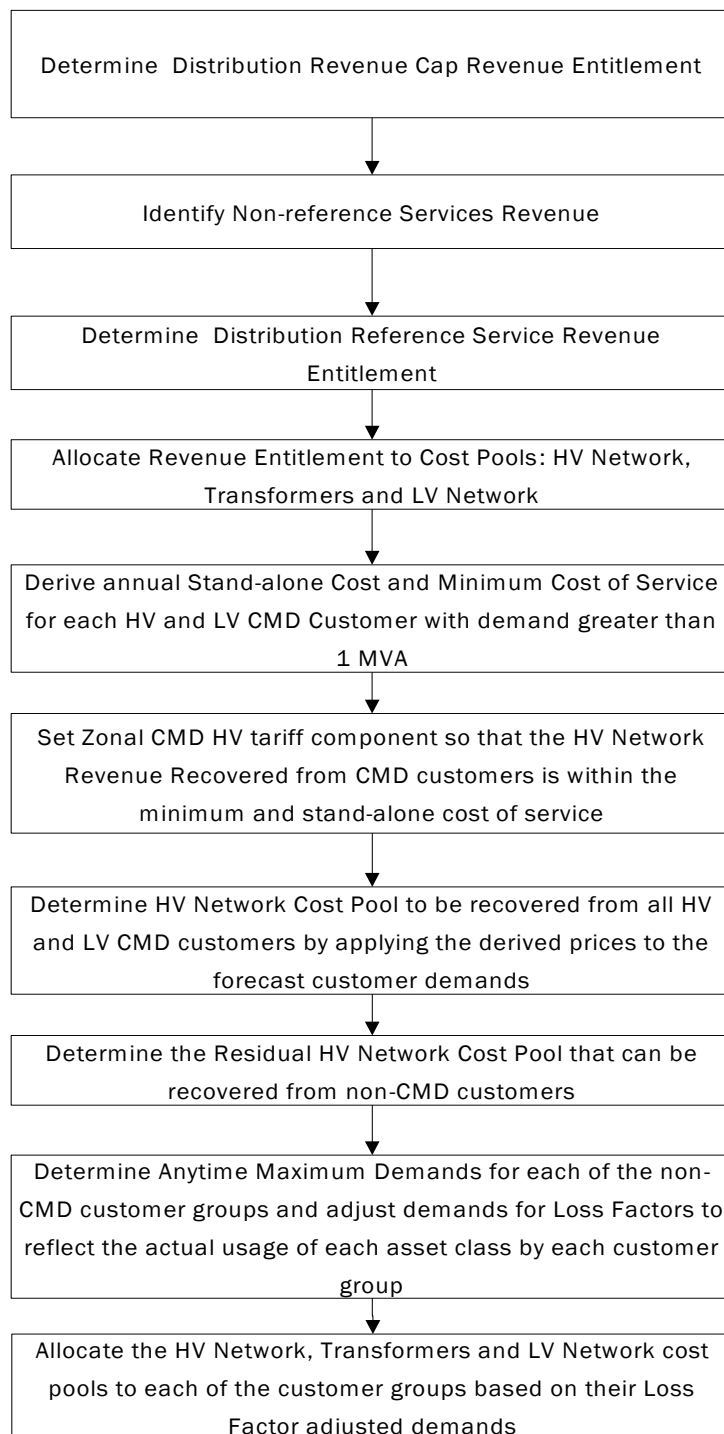 Determine Distribution Revenue Cap Revenue Entitlement
Identify Non-reference Services Revenue
Determine Distribution Reference Service Revenue
Entitlement
Allocate Revenue Entitlement to Cost Pools: HV Network,
Transformers and LV Network
Derive annual Stand-alone Cost and Minimum Cost of Service
for each HV and LV CMD Customer with demand greater than
1 MVA
Set Zonal CMD HV tariff component so that the HV Network
Revenue Recovered from CMD customers is within the
minimum and stand-alone cost of service
Determine HV Network Cost Pool to be recovered from all HV
and LV CMD customers by applying the derived prices to the
forecast customer demands
Determine the Residual HV Network Cost Pool that can be
recovered from non-CMD customers
Determine Anytime Maximum Demands for each of the non-
CMD customer groups and adjust demands for Loss Factors to
reflect the actual usage of each asset class by each customer
group
Allocate the HV Network, Transformers and LV Network cost
pools to each of the customer groups based on their Loss
Factor adjusted demands